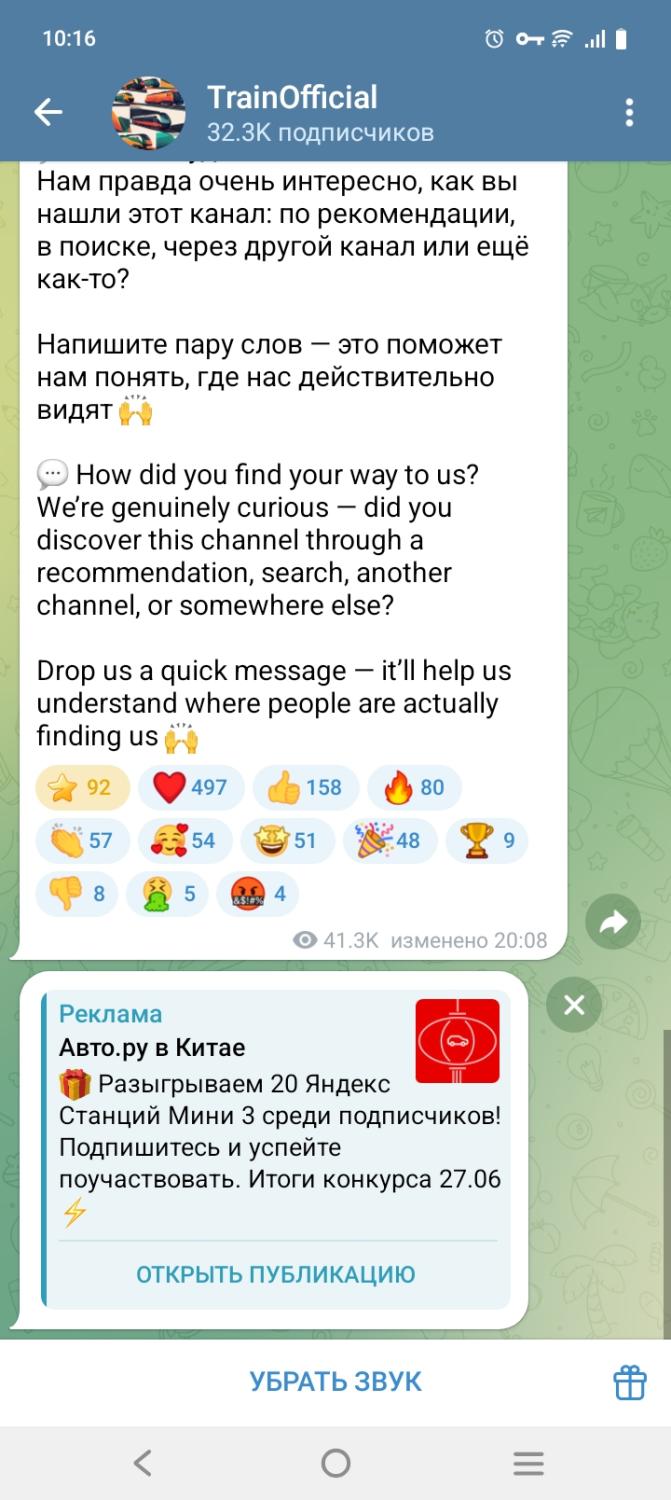 10:16
TrainOfficial
32.3K подписчиков
Нам правда очень интересно, как вы
нашли этот канал: по рекомендации,
в поиске, через другой канал или ещё
как-то?
Напишите пару слов — это поможет
нам понять, где нас действительно
видят 🙌
💬 How did you find your way to us?
We’re genuinely curious — did you
discover this channel through a
recommendation, search, another
channel, or somewhere else?
Drop us a quick message — it’ll help us
understand where people are actually
finding us 🙌
⭐ 92 ❤️ 497 👍 158 🔥 80
👏 57 🥰 54 🤩 51 🎉 48 🏆 9
👎 8 🤮 5 🤬 4
41.3K изменено 20:08
Реклама
Авто.ру в Китае
🎁 Разыгрываем 20 Яндекс
Станций Мини 3 среди подписчиков!
Подпишитесь и успейте
поучаствовать. Итоги конкурса 27.06
⚡
ОТКРЫТЬ ПУБЛИКАЦИЮ
УБРАТЬ ЗВУК